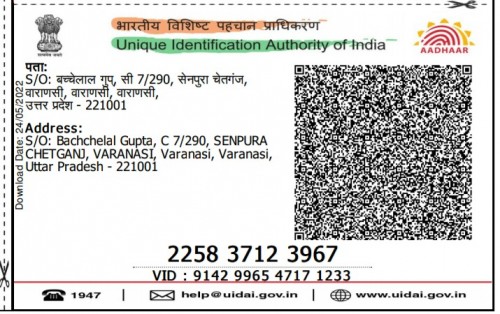 भारतीय विशिष्ट पहचान प्राधिकरण
Unique Identification Authority of India
AADHAAR
पता:
S/O: बच्चेलाल गुप्, सी 7/290, सेनपुरा चेतगंज,
वाराणसी, वाराणसी, वाराणसी,
उत्तर प्रदेश - 221001
Address:
S/O: Bachchelal Gupta, C 7/290, SENPURA
CHETGANJ, VARANASI, Varanasi, Varanasi,
Uttar Pradesh - 221001
Download Date: 24/05/2022
2258 3712 3967
VID : 9142 9965 4717 1233
1947
help@uidai.gov.in
www.uidai.gov.in